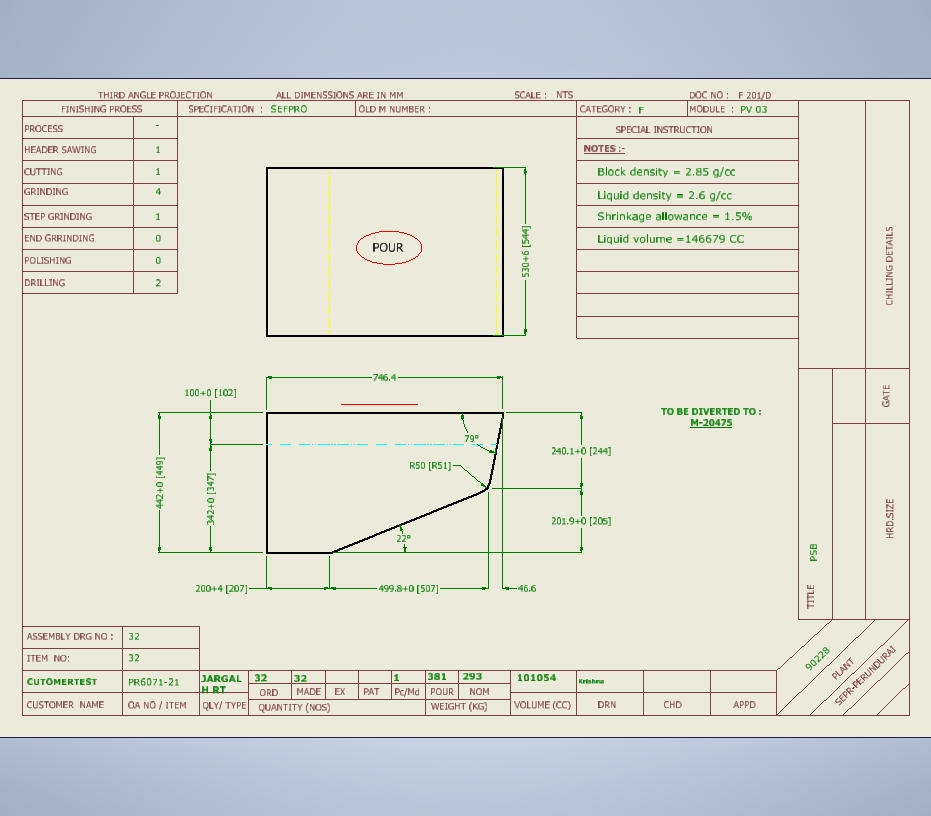 THIRD ANGLE PROJECTION ALL DIMENSSIONS ARE IN MM SCALE : NTS DOC NO : F 201/D
FINISHING PROESS SPECIFICATION : SEFPRO OLD M NUMBER : CATEGORY : F MODULE : PV 03
PROCESS -
HEADER SAWING 1
CUTTING 1
GRINDING 4
STEP GRINDING 1
END GRRINDING 0
POLISHING 0
DRILLING 2
SPECIAL INSTRUCTION
NOTES :-
Block density = 2.85 g/cc
Liquid density = 2.6 g/cc
Shrinkage allowance = 1.5%
Liquid volume =146679 CC
POUR
530+6 [544]
746.4
100+0 [102]
442+0 [449]
342+0 [347]
79°
R50 [R51]
22°
240.1+0 [244]
201.9+0 [205]
200+4 [207]
499.8+0 [507]
46.6
TO BE DIVERTED TO :
M-20475
CHILLING DETAILS
GATE
HRD.SIZE
TITLE PSB
90228
PLANT
SEPR-PERUNDURAI
ASSEMBLY DRG NO : 32
ITEM NO: 32
CUTOMERTEST PR6071-21 JARGAL
H RT
32 32 1 381 293 101054 Krishna
ORD MADE EX PAT Pc/Md POUR NOM
CUSTOMER NAME OA NO / ITEM QLY/ TYPE QUANTITY (NOS) WEIGHT (KG) VOLUME (CC) DRN CHD APPD